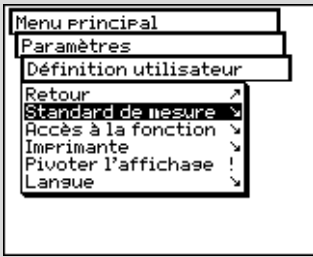 Menu principal
Paramètres
Définition utilisateur
Retour ↗
Standard de mesure ↘
Accès à la fonction ↘
Imprimante ↘
Pivoter l'affichage !
Langue ↘